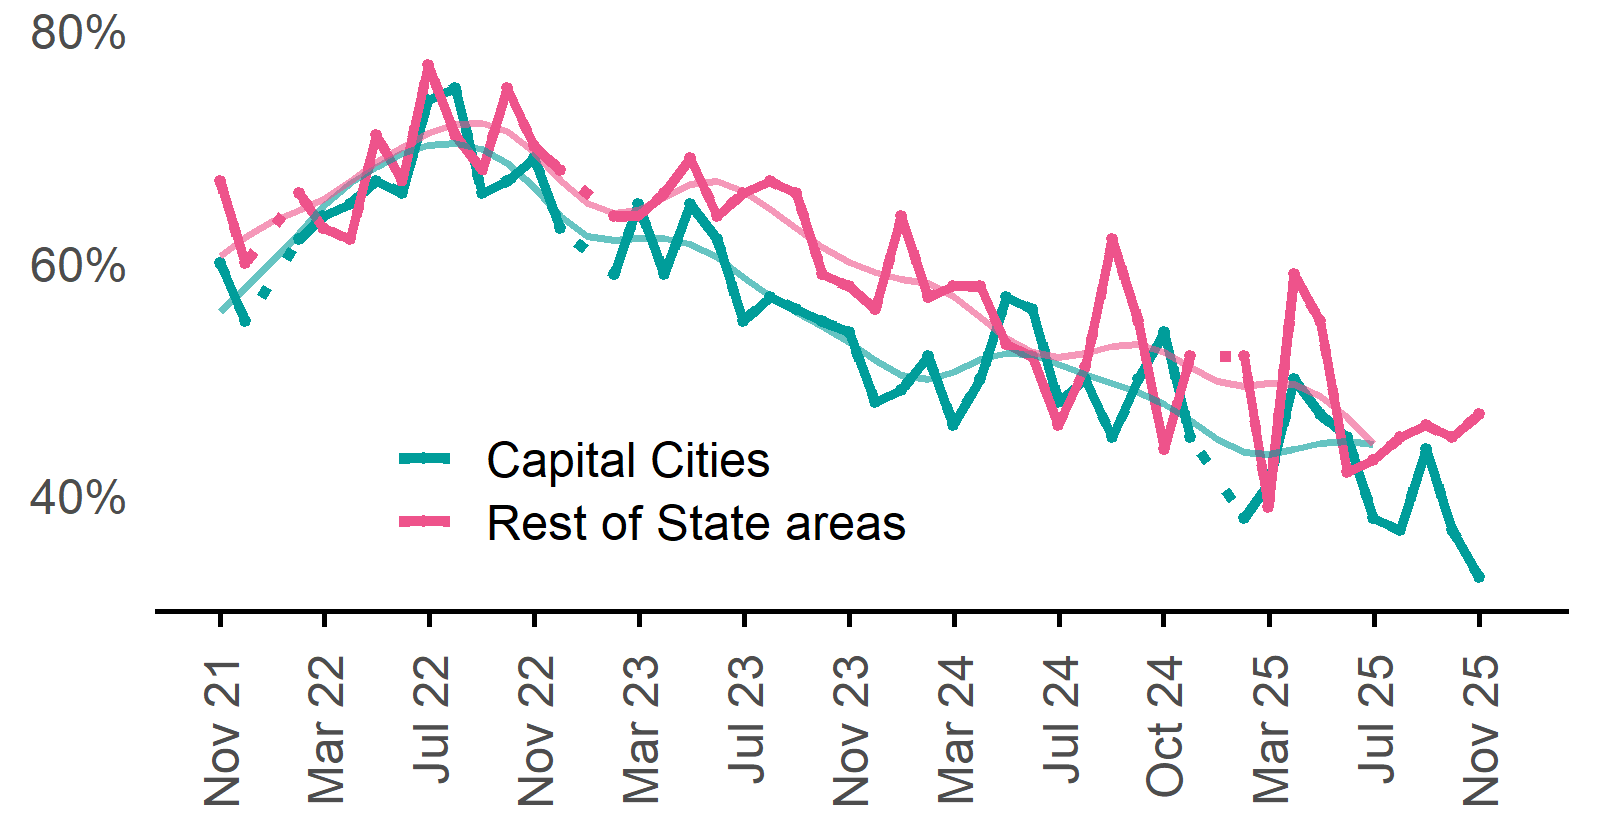 80%
60%
40%
Capital Cities
Rest of State areas
Nov 21
Mar 22
Jul 22
Nov 22
Mar 23
Jul 23
Nov 23
Mar 24
Jul 24
Oct 24
Mar 25
Jul 25
Nov 25